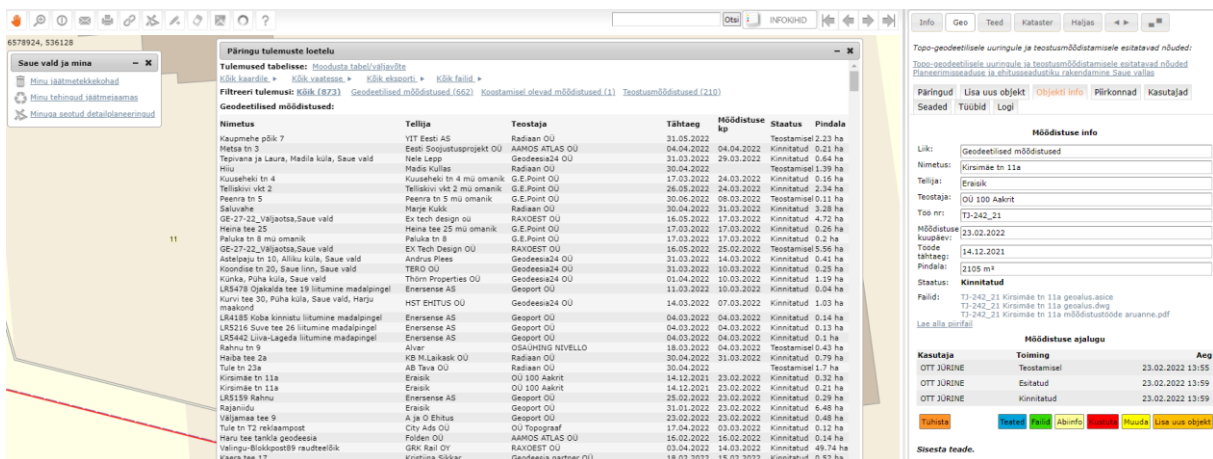 Otsi
i
INFOKIHID
?
6578924, 536128
Saue vald ja mina
Minu jäätmetekkekohad
Minu tehingud jäätmejaamas
Minuga seotud detailplaneeringud
11
Päringu tulemuste loetelu
Tulemused tabelisse: Moodusta tabel/väljavõte
Kõik kaardile Kõik vaatesse Kõik eksporti Kõik failid
Filtreeri tulemusi: Kõik (873) Geodeetilised mõõdistused (662) Koostamisel olevad mõõdistused (1) Teostusmõõdistused (210)
Geodeetilised mõõdistused:
Nimetus Tellija Teostaja Tähtaeg Mõõdistuse kp Staatus Pindala
Kaupmehe põik 7 YIT Eesti AS Radiaan OÜ 31.05.2022 Teostamisel 2.23 ha
Metsa tn 3 Eesti Soojustusprojekt OÜ AAMOS ATLAS OÜ 04.04.2022 04.04.2022 Kinnitatud 0.21 ha
Tepivana ja Laura, Madila küla, Saue vald Nele Lepp Geodeesia24 OÜ 31.03.2022 29.03.2022 Kinnitatud 0.64 ha
Hiiu Madis Kullas Radiaan OÜ 30.04.2022 Teostamisel 1.39 ha
Kuuseheki tn 4 Kuuseheki tn 4 mü omanik G.E.Point OÜ 17.03.2022 24.03.2022 Kinnitatud 0.16 ha
Telliskivi vkt 2 Telliskivi vkt 2 mü omanik G.E.Point OÜ 26.05.2022 24.03.2022 Kinnitatud 2.34 ha
Peenra tn 5 Peenra tn 5 mü omanik G.E.Point OÜ 30.06.2022 08.03.2022 Teostamisel 0.11 ha
Saluvahe Marje Kukk Radiaan OÜ 30.04.2022 31.03.2022 Kinnitatud 3.28 ha
GE-27-22_Väljaotsa,Saue vald Ex tech design oü RAXOEST OÜ 16.05.2022 17.03.2022 Kinnitatud 4.72 ha
Heina tee 25 Heina tee 25 mü omanik G.E.Point OÜ 17.03.2022 17.03.2022 Kinnitatud 0.26 ha
Paluka tn 8 mü omanik Paluka tn 8 G.E.Point OÜ 17.03.2022 17.03.2022 Kinnitatud 0.2 ha
GE-27-22_Väljaotsa,Saue vald EX Tech Design OÜ RAXOEST OÜ 16.05.2022 25.02.2022 Teostamisel 5.56 ha
Astelpaju tn 10, Alliku küla, Saue vald Andrus Plees Geodeesia24 OÜ 31.03.2022 14.03.2022 Kinnitatud 0.41 ha
Koondise tn 20, Saue linn, Saue vald TERO OÜ Geodeesia24 OÜ 31.03.2022 10.03.2022 Kinnitatud 0.25 ha
Künka, Püha küla, Saue vald Thörn Properties OÜ Geodeesia24 OÜ 01.04.2022 10.03.2022 Kinnitatud 1.19 ha
LR5478 Ojakalda tee 19 liitumine madalpingel Enersense AS Geoport OÜ 11.03.2022 10.03.2022 Kinnitatud 0.04 ha
Kurvi tee 30, Püha küla, Saue vald, Harju maakond HST EHITUS OÜ Geodeesia24 OÜ 14.03.2022 07.03.2022 Kinnitatud 1.03 ha
LR4185 Koba kinnistu liitumine madalpingel Enersense AS Geoport OÜ 04.03.2022 04.03.2022 Kinnitatud 0.14 ha
LR5216 Suve tee 26 liitumine madalpingel Enersense AS Geoport OÜ 04.03.2022 04.03.2022 Kinnitatud 0.13 ha
LR5442 Liiva-Lageda liitumine madalpingel Enersense AS Geoport OÜ 04.03.2022 04.03.2022 Kinnitatud 0.1 ha
Rahnu tn 9 Alvar OSAÜHING NIVELLO 18.03.2022 04.03.2022 Teostamisel 0.43 ha
Haiba tee 2a KB M.Laikask OÜ Radiaan OÜ 30.04.2022 31.03.2022 Kinnitatud 0.79 ha
Tule tn 23a AB Tava OÜ Radiaan OÜ 30.04.2022 Teostamisel 1.7 ha
Kirsimäe tn 11a Eraisik OÜ 100 Aakrit 14.12.2021 23.02.2022 Kinnitatud 0.32 ha
Kirsimäe tn 11a Eraisik OÜ 100 Aakrit 14.12.2021 23.02.2022 Kinnitatud 0.21 ha
LR5159 Rahnu Enersense AS Geoport OÜ 25.02.2022 23.02.2022 Kinnitatud 0.29 ha
Rajaniidu Eraisik Geoport OÜ 31.01.2022 23.02.2022 Kinnitatud 6.48 ha
Väljamaa tee 9 A ja O Ehitus Geoport OÜ 23.02.2022 23.02.2022 Kinnitatud 0.48 ha
Tule tn T2 reklaampost City Ads OÜ OÜ Topograaf 17.04.2022 03.03.2022 Kinnitatud 0.12 ha
Haru tee tankla geodeesia Folden OÜ AAMOS ATLAS OÜ 16.02.2022 16.02.2022 Kinnitatud 0.14 ha
Valingu-Blokkpost89 raudteelõik GRK Rail OY RAXOEST OÜ 03.04.2022 14.03.2022 Kinnitatud 49.74 ha
Kaera tee 17 Kristiina Sikkar Geodeesia partner OÜ 18.02.2022 15.02.2022 Kinnitatud 0.52 ha
Info Geo Teed Kataster Haljas
Topo-geodeetilisele uuringule ja teostusmõõdistamisele esitatavad nõuded:
Topo-geodeetilisele uuringule ja teostusmõõdistamisele esitatavad nõuded
Planeerimisseaduse ja ehitusseadustiku rakendamine Saue vallas
Päringud Lisa uus objekt Objekti info Piirkonnad Kasutajad
Seaded Tüübid Logi
Mõõdistuse info
Liik: Geodeetilised mõõdistused
Nimetus: Kirsimäe tn 11a
Tellija: Eraisik
Teostaja: OÜ 100 Aakrit
Töö nr: TJ-242_21
Mõõdistuse kuupäev: 23.02.2022
Tööde tähtaeg: 14.12.2021
Pindala: 2105 m²
Staatus: Kinnitatud
Failid: TJ-242_21 Kirsimäe tn 11a geoalus.asice
TJ-242_21 Kirsimäe tn 11a geoalus.dwg
TJ-242_21 Kirsimäe tn 11a mõõdistustööde aruanne.pdf
Lae alla piirifail
Mõõdistuse ajalugu
Kasutaja Toiming Aeg
OTT JÜRINE Teostamisel 23.02.2022 13:55
OTT JÜRINE Esitatud 23.02.2022 13:59
OTT JÜRINE Kinnitatud 23.02.2022 13:59
Tühista Teated Failid Abiinfo Kustuta Muuda Lisa uus objekt
Sisesta teade.